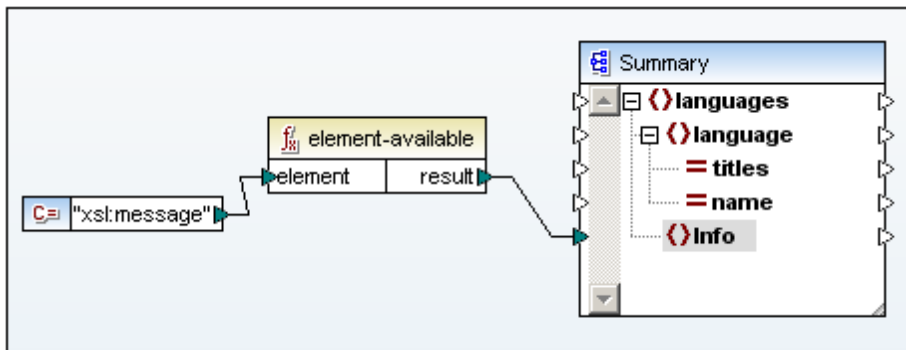 Summary
languages
language
element-available
element result
titles
"xsl:message"
name
Info